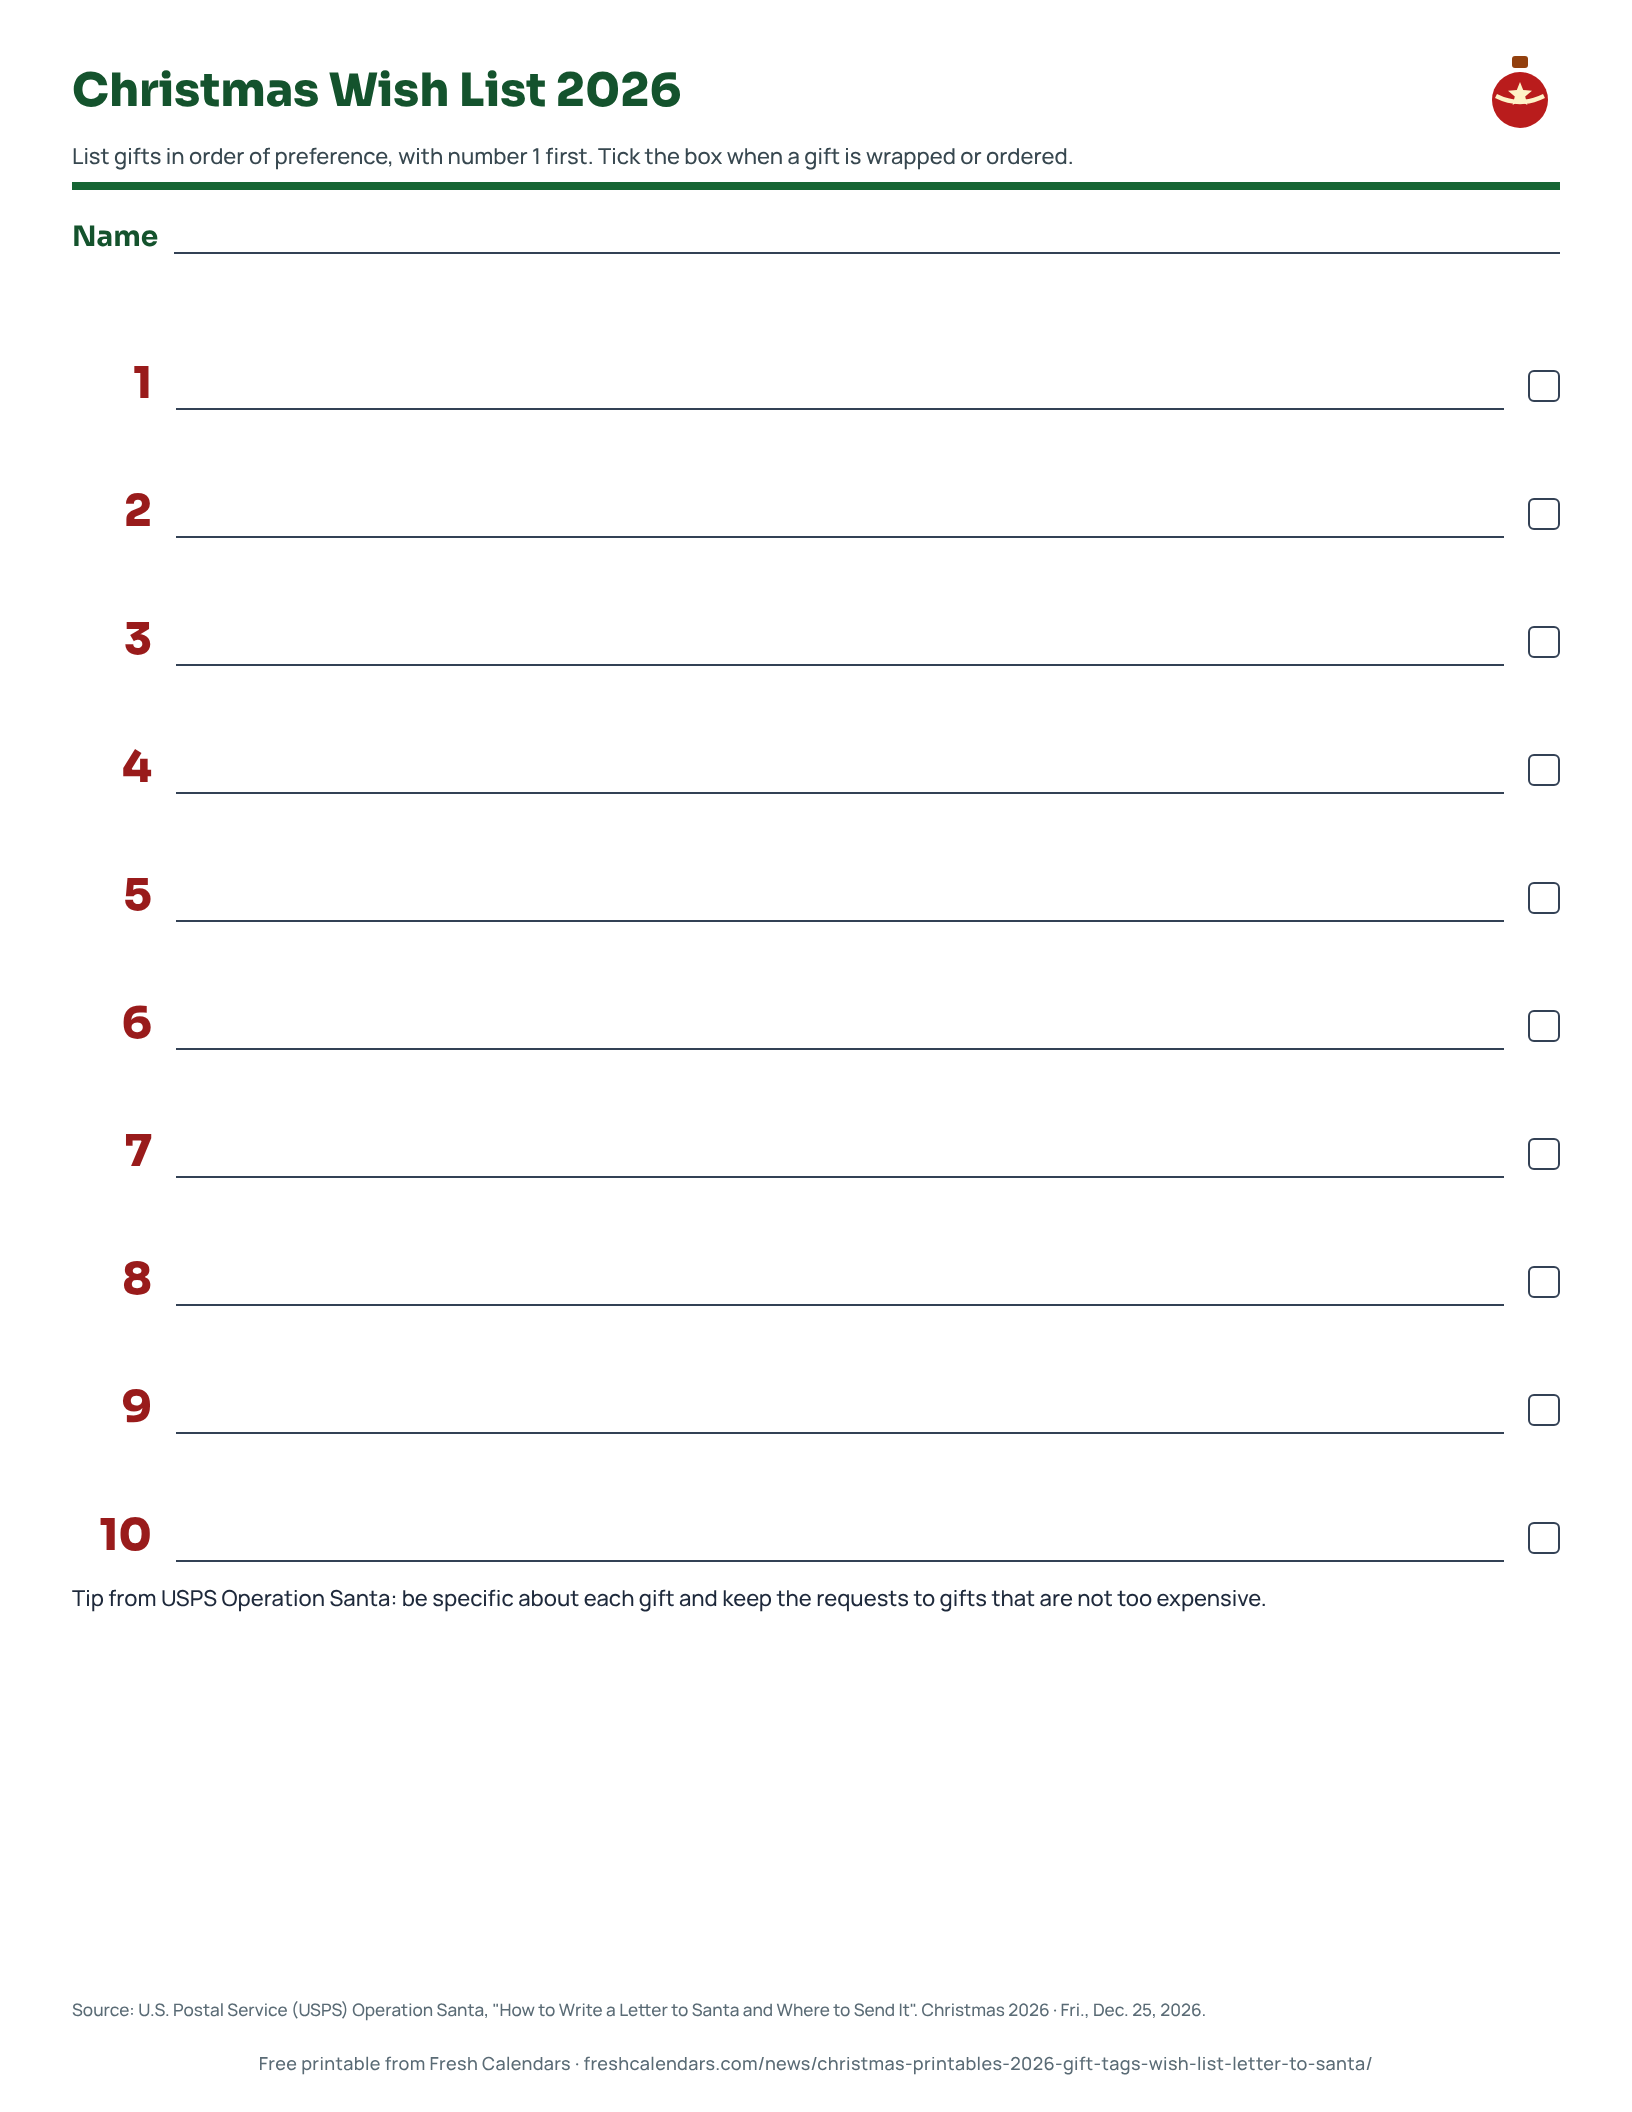 Christmas Wish List 2026
List gifts in order of preference, with number 1 first. Tick the box when a gift is wrapped or ordered.
Name
1
2
3
4
5
6
7
8
9
10
Tip from USPS Operation Santa: be specific about each gift and keep the requests to gifts that are not too expensive.
Source: U.S. Postal Service (USPS) Operation Santa, "How to Write a Letter to Santa and Where to Send It". Christmas 2026 · Fri., Dec. 25, 2026.
Free printable from Fresh Calendars · freshcalendars.com/news/christmas-printables-2026-gift-tags-wish-list-letter-to-santa/